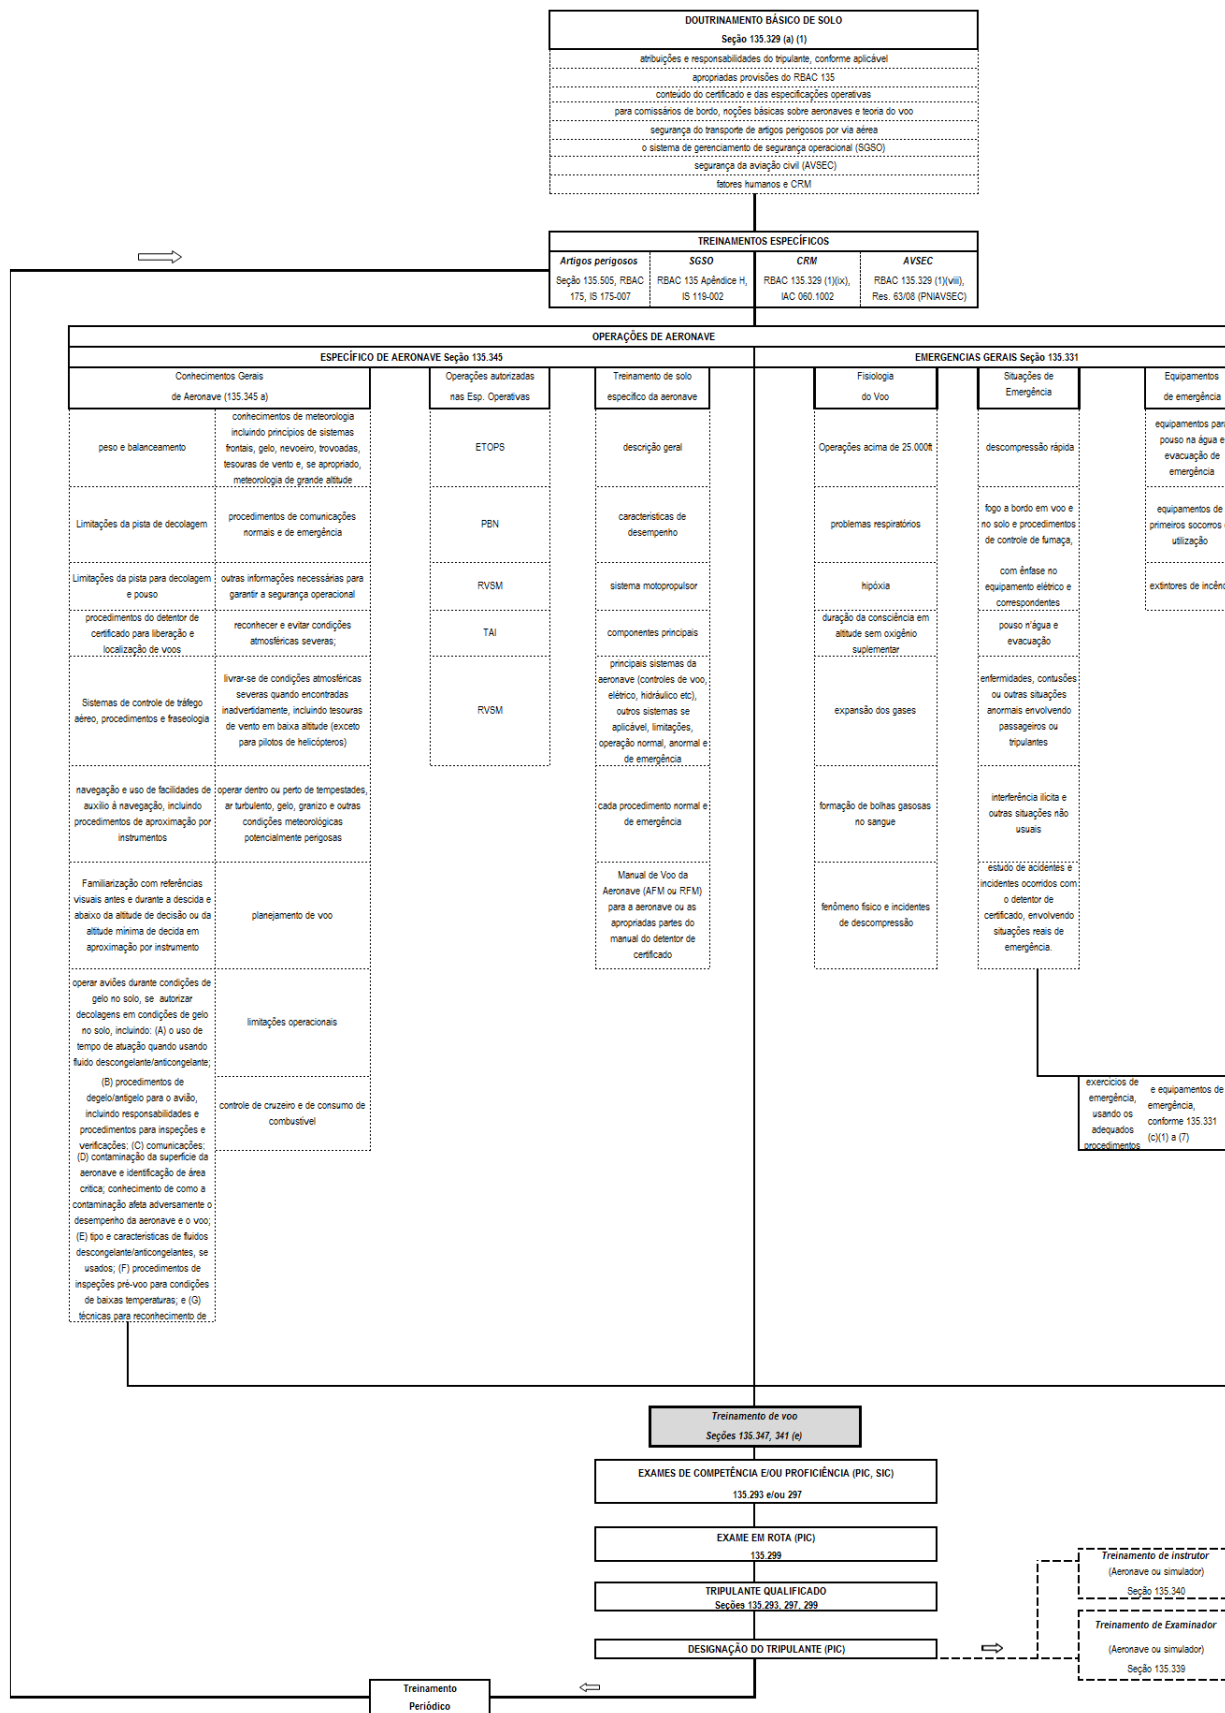 DOUTRINAMENTO BÁSICO DE SOLO
Seção 135.329 (a) (1)
atribuições e responsabilidades do tripulante, conforme aplicável
apropriadas provisões do RBAC 135
conteúdo do certificado e das especificações operativas
para comissários de bordo, noções básicas sobre aeronaves e teoria do voo
segurança do transporte de artigos perigosos por via aérea
o sistema de gerenciamento de segurança operacional (SGSO)
segurança da aviação civil (AVSEC)
fatores humanos e CRM
TREINAMENTOS ESPECÍFICOS
Artigos perigosos
Seção 135.505, RBAC
175, IS 175-007
SGSO
RBAC 135 Apêndice H,
IS 119-002
CRM
RBAC 135.329 (1)(ix),
IAC 060.1002
AVSEC
RBAC 135.329 (1)(viii),
Res. 63/08 (PNIAVSEC)
OPERAÇÕES DE AERONAVE
ESPECÍFICO DE AERONAVE Seção 135.345
EMERGENCIAS GERAIS Seção 135.331
Conhecimentos Gerais
de Aeronave (135.345 a)
peso e balanceamento
Limitações da pista de decolagem
Limitações da pista para decolagem
e pouso
procedimentos do detentor de
certificado para liberação e
localização de voos
Sistemas de controle de tráfego
aéreo, procedimentos e fraseologia
navegação e uso de facilidades de
auxílio à navegação, incluindo
procedimentos de aproximação por
instrumentos
Familiarização com referências
visuais antes e durante a descida e
abaixo da altitude de decisão ou da
altitude mínima de decida em
aproximação por instrumento
operar aviões durante condições de
gelo no solo, se autorizar
decolagens em condições de gelo
no solo, incluindo: (A) o uso de
tempo de atuação quando usando
fluido descongelante/anticongelante;
(B) procedimentos de
degelo/antigelo para o avião,
incluindo responsabilidades e
procedimentos para inspeções e
verificações; (C) comunicações;
(D) contaminação da superfície da
aeronave e identificação de área
critica; conhecimento de como a
contaminação afeta adversamente o
desempenho da aeronave e o voo;
(E) tipo e características de fluidos
descongelante/anticongelantes, se
usados; (F) procedimentos de
inspeções pré-voo para condições
de baixas temperaturas; e (G)
técnicas para reconhecimento de
conhecimentos de meteorologia
incluindo princípios de sistemas
frontais, gelo, nevoeiro, trovoadas,
tesouras de vento e, se apropriado,
meteorologia de grande altitude
procedimentos de comunicações
normais e de emergência
outras informações necessárias para
garantir a segurança operacional
reconhecer e evitar condições
atmosféricas severas;
livrar-se de condições atmosféricas
severas quando encontradas
inadvertidamente, incluindo tesouras
de vento em baixa altitude (exceto
para pilotos de helicópteros)
operar dentro ou perto de tempestades,
ar turbulento, gelo, granizo e outras
condições meteorológicas
potencialmente perigosas
planejamento de voo
limitações operacionais
controle de cruzeiro e de consumo de
combustível
Operações autorizadas
nas Esp. Operativas
ETOPS
PBN
RVSM
TAI
RVSM
Treinamento de solo
especifico da aeronave
descrição geral
características de
desempenho
sistema motopropulsor
componentes principais
principais sistemas da
aeronave (controles de voo,
elétrico, hidráulico etc),
outros sistemas se
aplicável, limitações,
operação normal, anormal e
de emergência
cada procedimento normal e
de emergência
Manual de Voo da
Aeronave (AFM ou RFM)
para a aeronave ou as
apropriadas partes do
manual do detentor de
certificado
Fisiologia
do Voo
Operações acima de 25.000ft
problemas respiratórios
hipóxia
duração da consciência em
altitude sem oxigênio
suplementar
expansão dos gases
formação de bolhas gasosas
no sangue
fenômeno físico e incidentes
de descompressão
Situações de
Emergência
descompressão rápida
fogo a bordo em voo e
no solo e procedimentos
de controle de fumaça,
com ênfase no
equipamento elétrico e
correspondentes
pouso n'água e
evacuação
enfermidades, contusões
ou outras situações
anormais envolvendo
passageiros ou
tripulantes
interferência ilícita e
outras situações não
usuais
estudo de acidentes e
incidentes ocorridos com
o detentor de
certificado, envolvendo
situações reais de
emergência.
Equipamentos
de emergência
equipamentos para
pouso na água e
evacuação de
emergência
equipamentos de
primeiros socorros
utilização
extintores de incên
exercícios de
emergência,
usando os
adequados
procedimentos
e equipamentos de
emergência,
conforme 135.331
(c)(1) a (7)
Treinamento de voo
Seções 135.347, 341 (e)
EXAMES DE COMPETÊNCIA E/OU PROFICIÊNCIA (PIC, SIC)
135.293 e/ou 297
EXAME EM ROTA (PIC)
135.299
TRIPULANTE QUALIFICADO
Seções 135.293, 297, 299
DESIGNAÇÃO DO TRIPULANTE (PIC)
Treinamento de instrutor
(Aeronave ou simulador)
Seção 135.340
Treinamento de Examinador
(Aeronave ou simulador)
Seção 135.339
Treinamento
Periódico